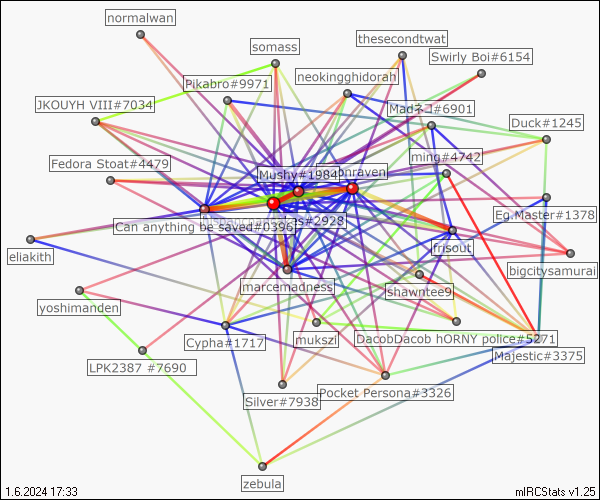 normalwan
thesecondtwat
somass
Swirly Boi#6154
Pikabro#9971
neokingghidorah
JKOUYH VIII#7034
Madネコ#6901
Duck#1245
Fedora Stoat#4479
ming#4742
Mushy#1984
onraven
Eg.Master#1378
Can anything be saved#0396
s#2928
frisout
eliakith
bigcitysamurai
marcemadness
shawntee9
yoshimanden
Cypha#1717
mukszi
DacobDacob hORNY police#5271
Majestic#3375
LPK2387 #7690
Silver#7938
Pocket Persona#3326
zebula
1.6.2024 17:33
mIRCStats v1.25